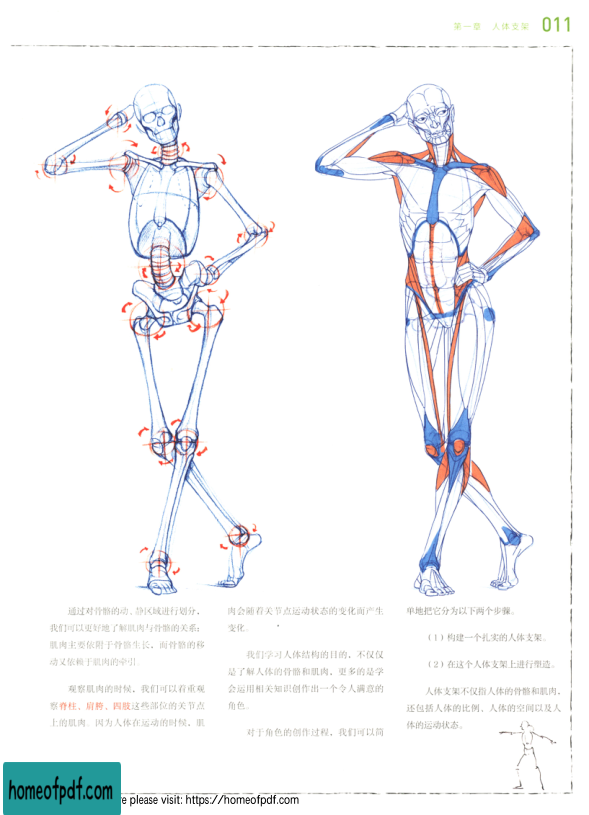 第一章 人体支架 011
通过对骨骼的动、静区域进行划分，
我们可以更好地了解肌肉与骨骼的关系：
肌肉主要依附于骨骼生长，而骨骼的移
动又依赖于肌肉的牵引。
观察肌肉的时候，我们可以着重观
察脊柱、肩膀、四肢这些部位的关节点
上的肌肉。因为人体在运动的时候，肌
肉会随着关节点运动状态的变化而产生
变化。
我们学习人体结构的目的，不仅仅
是了解人体的骨骼和肌肉，更多的是学
会运用相关知识创作出一个令人满意的
角色。
对于角色的创作过程，我们可以简
单地把它分为以下两个步骤。
（1）构建一个扎实的人体支架。
（2）在这个人体支架上进行塑造。
人体支架不仅指人体的骨骼和肌肉，
还包括人体的比例、人体的空间以及人
体的运动状态。
homeofpdf.com
re please visit: https://homeofpdf.com